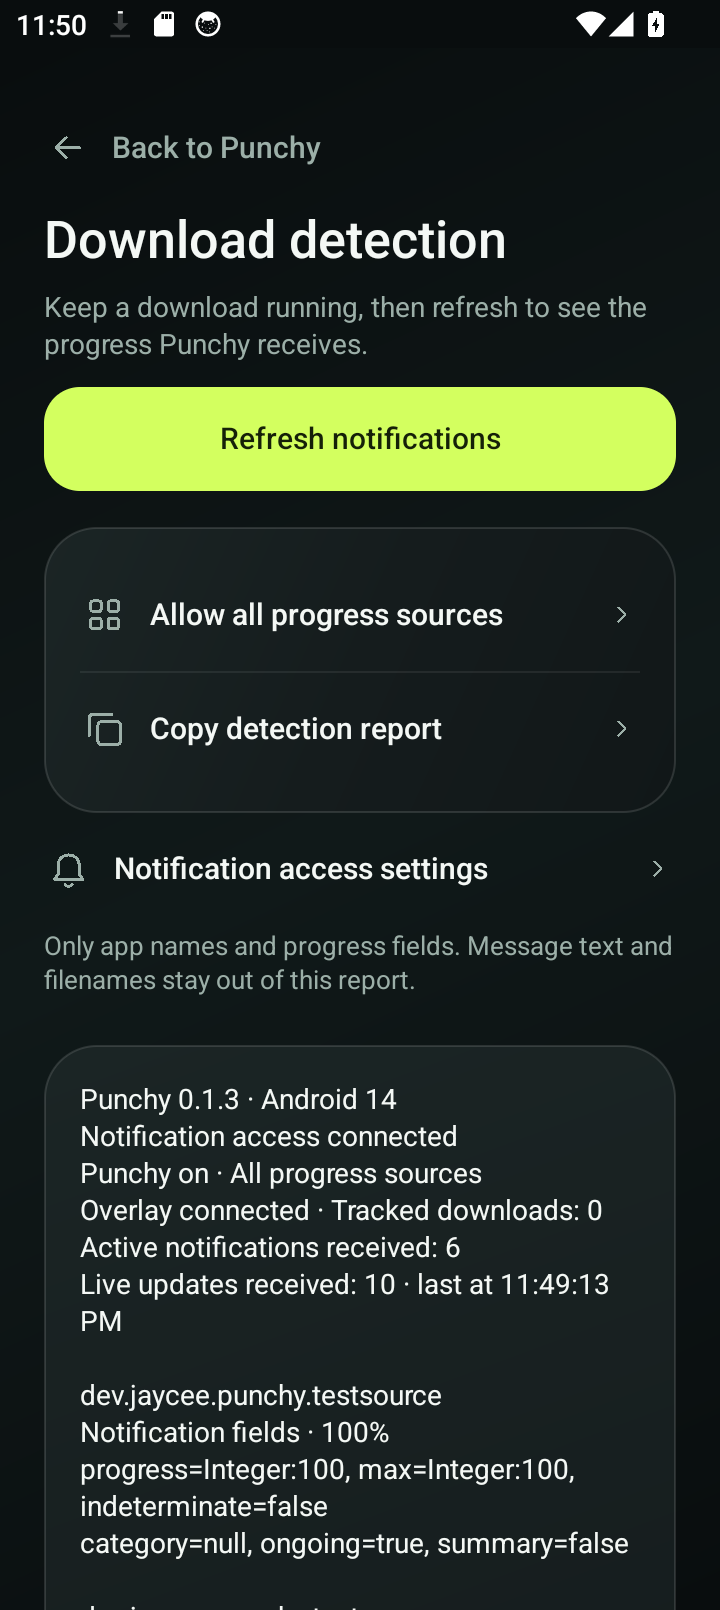 11:50
Back to Punchy
Download detection
Keep a download running, then refresh to see the
progress Punchy receives.
Refresh notifications
Allow all progress sources
Copy detection report
Notification access settings
Only app names and progress fields. Message text and
filenames stay out of this report.
Punchy 0.1.3 · Android 14
Notification access connected
Punchy on · All progress sources
Overlay connected · Tracked downloads: 0
Active notifications received: 6
Live updates received: 10 · last at 11:49:13
PM
dev.jaycee.punchy.testsource
Notification fields · 100%
progress=Integer:100, max=Integer:100,
indeterminate=false
category=null, ongoing=true, summary=false